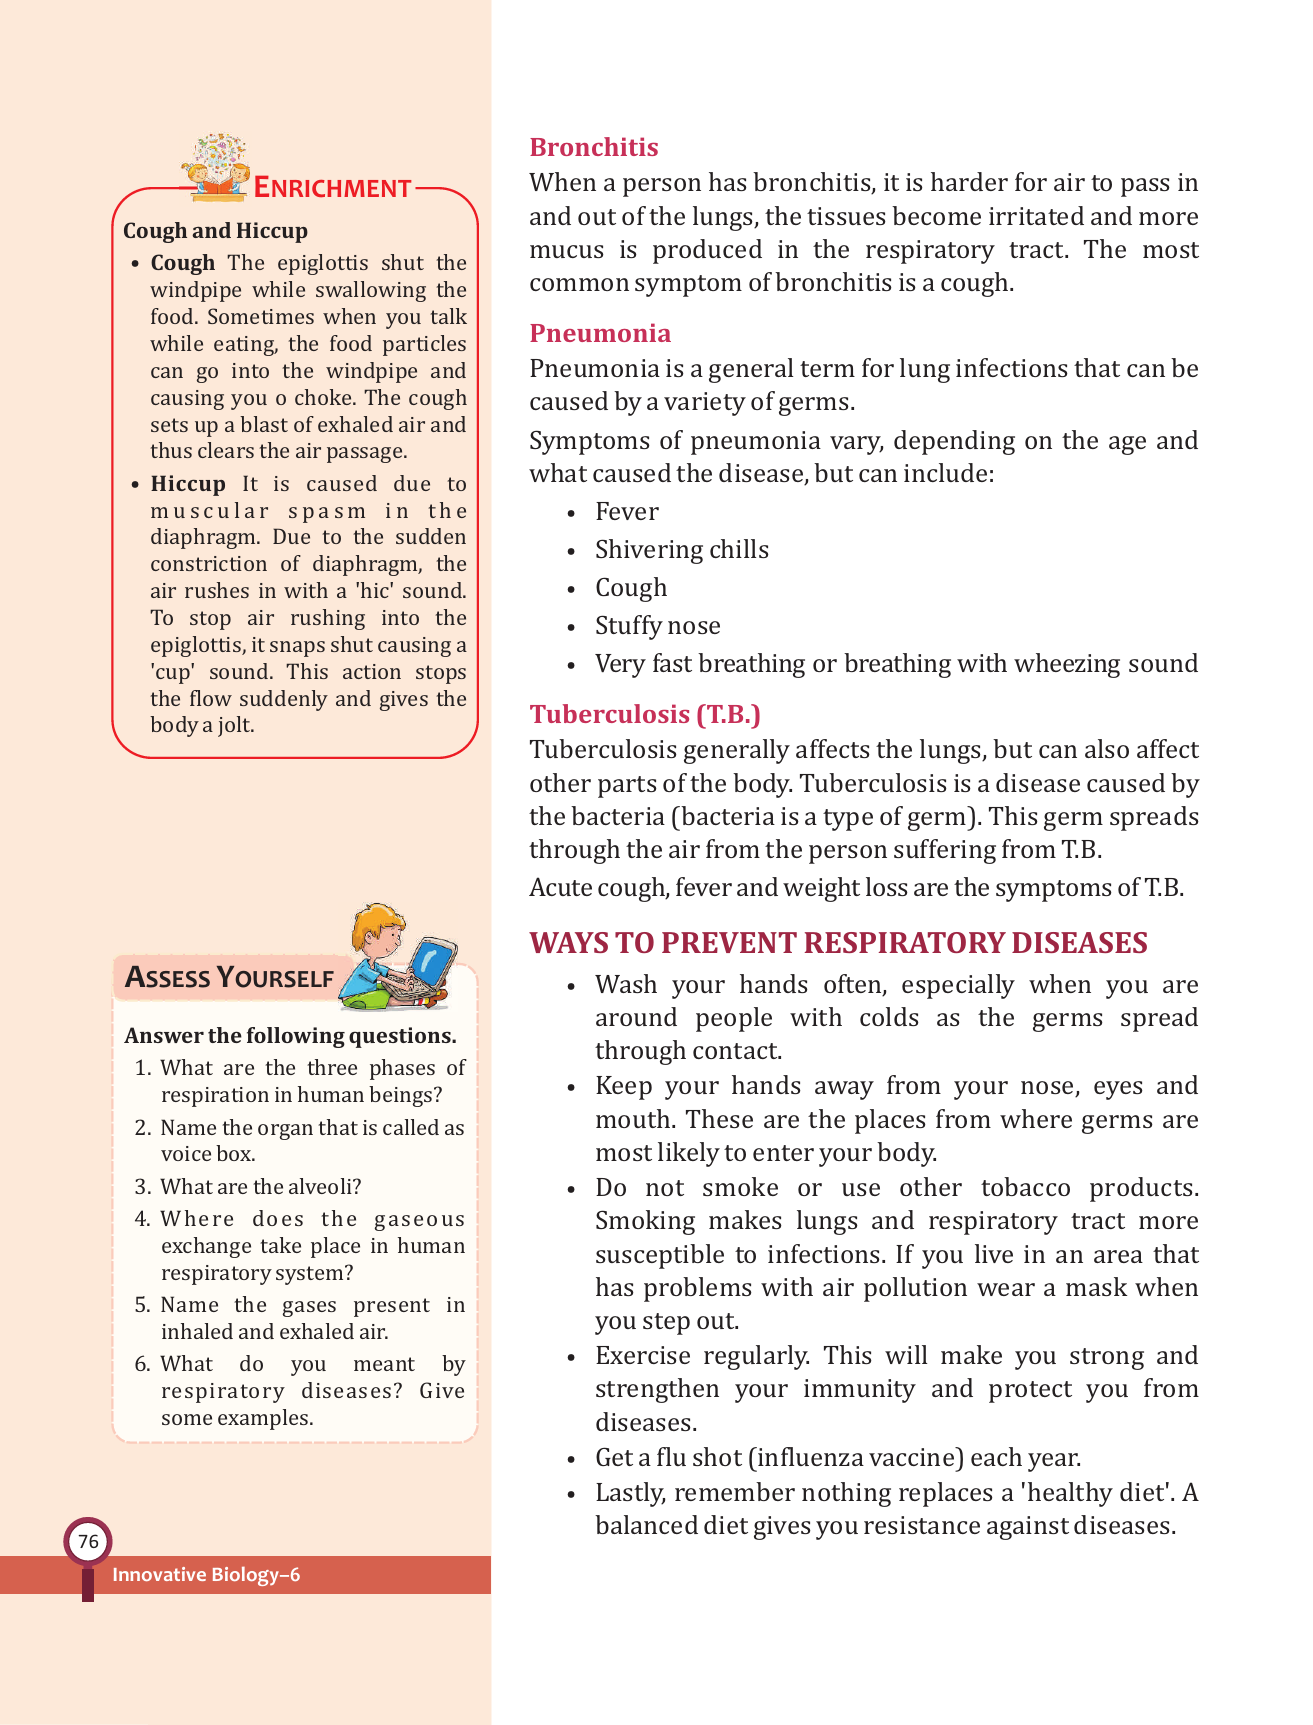 ENRICHMENT
Cough and Hiccup
• Cough The epiglottis shut the
windpipe while swallowing the
food. Sometimes when you talk
while eating, the food particles
can go into the windpipe and
causing you o choke. The cough
sets up a blast of exhaled air and
thus clears the air passage.
• Hiccup It is caused due to
muscular spasm in the
diaphragm. Due to the sudden
constriction of diaphragm, the
air rushes in with a 'hic' sound.
To stop air rushing into the
epiglottis, it snaps shut causing a
'cup' sound. This action stops
the flow suddenly and gives the
body a jolt.
ASSESS YOURSELF
Answer the following questions.
1. What are the three phases of
respiration in human beings?
2. Name the organ that is called as
voice box.
3. What are the alveoli?
4. Where does the gaseous
exchange take place in human
respiratory system?
5. Name the gases present in
inhaled and exhaled air.
6. What do you meant by
respiratory diseases? Give
some examples.
Bronchitis
When a person has bronchitis, it is harder for air to pass in
and out of the lungs, the tissues become irritated and more
mucus is produced in the respiratory tract. The most
common symptom of bronchitis is a cough.
Pneumonia
Pneumonia is a general term for lung infections that can be
caused by a variety of germs.
Symptoms of pneumonia vary, depending on the age and
what caused the disease, but can include:
• Fever
• Shivering chills
• Cough
• Stuffy nose
• Very fast breathing or breathing with wheezing sound
Tuberculosis (T.B.)
Tuberculosis generally affects the lungs, but can also affect
other parts of the body. Tuberculosis is a disease caused by
the bacteria (bacteria is a type of germ). This germ spreads
through the air from the person suffering from T.B.
Acute cough, fever and weight loss are the symptoms of T.B.
WAYS TO PREVENT RESPIRATORY DISEASES
• Wash your hands often, especially when you are
around people with colds as the germs spread
through contact.
• Keep your hands away from your nose, eyes and
mouth. These are the places from where germs are
most likely to enter your body.
• Do not smoke or use other tobacco products.
Smoking makes lungs and respiratory tract more
susceptible to infections. If you live in an area that
has problems with air pollution wear a mask when
you step out.
• Exercise regularly. This will make you strong and
strengthen your immunity and protect you from
diseases.
• Get a flu shot (influenza vaccine) each year.
• Lastly, remember nothing replaces a 'healthy diet'. A
balanced diet gives you resistance against diseases.
76
Innovative Biology–6